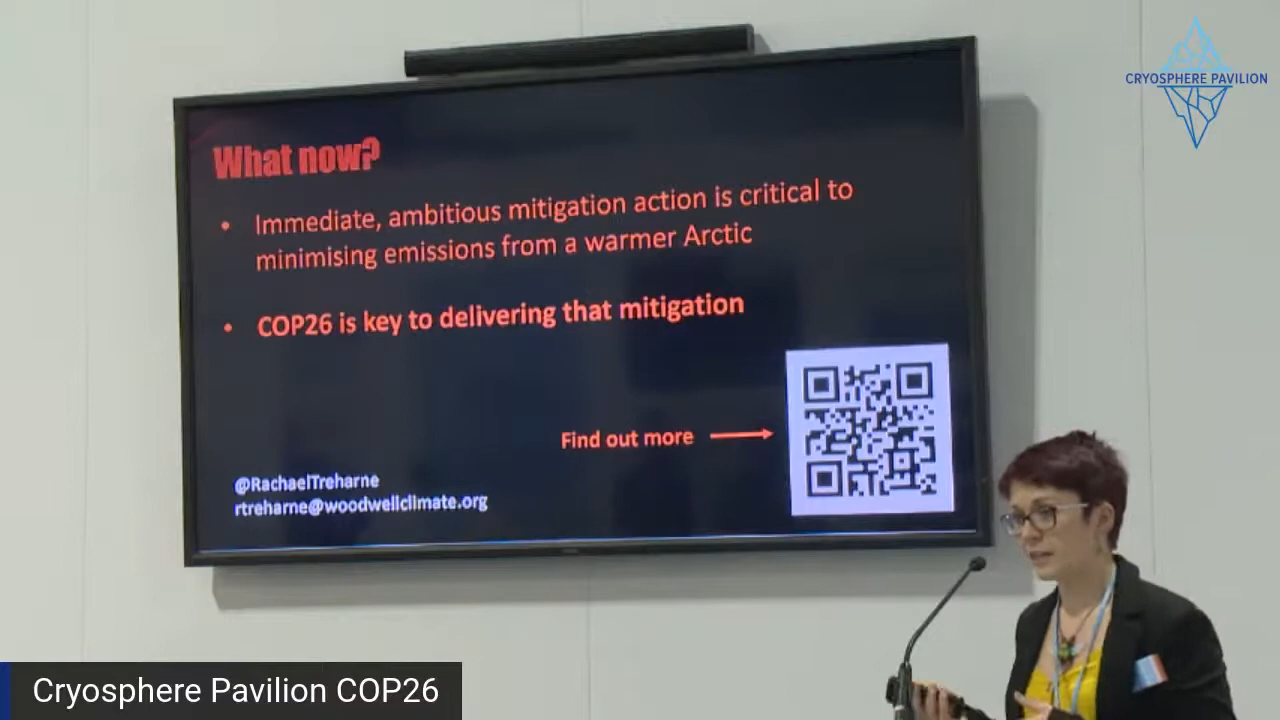 CRYOSPHERE PAVILION
What now?
• Immediate, ambitious mitigation action is critical to
minimising emissions from a warmer Arctic
• COP26 is key to delivering that mitigation
Find out more
@RachaelTreharne
rtreharne@woodwellclimate.org
Cryosphere Pavilion COP26